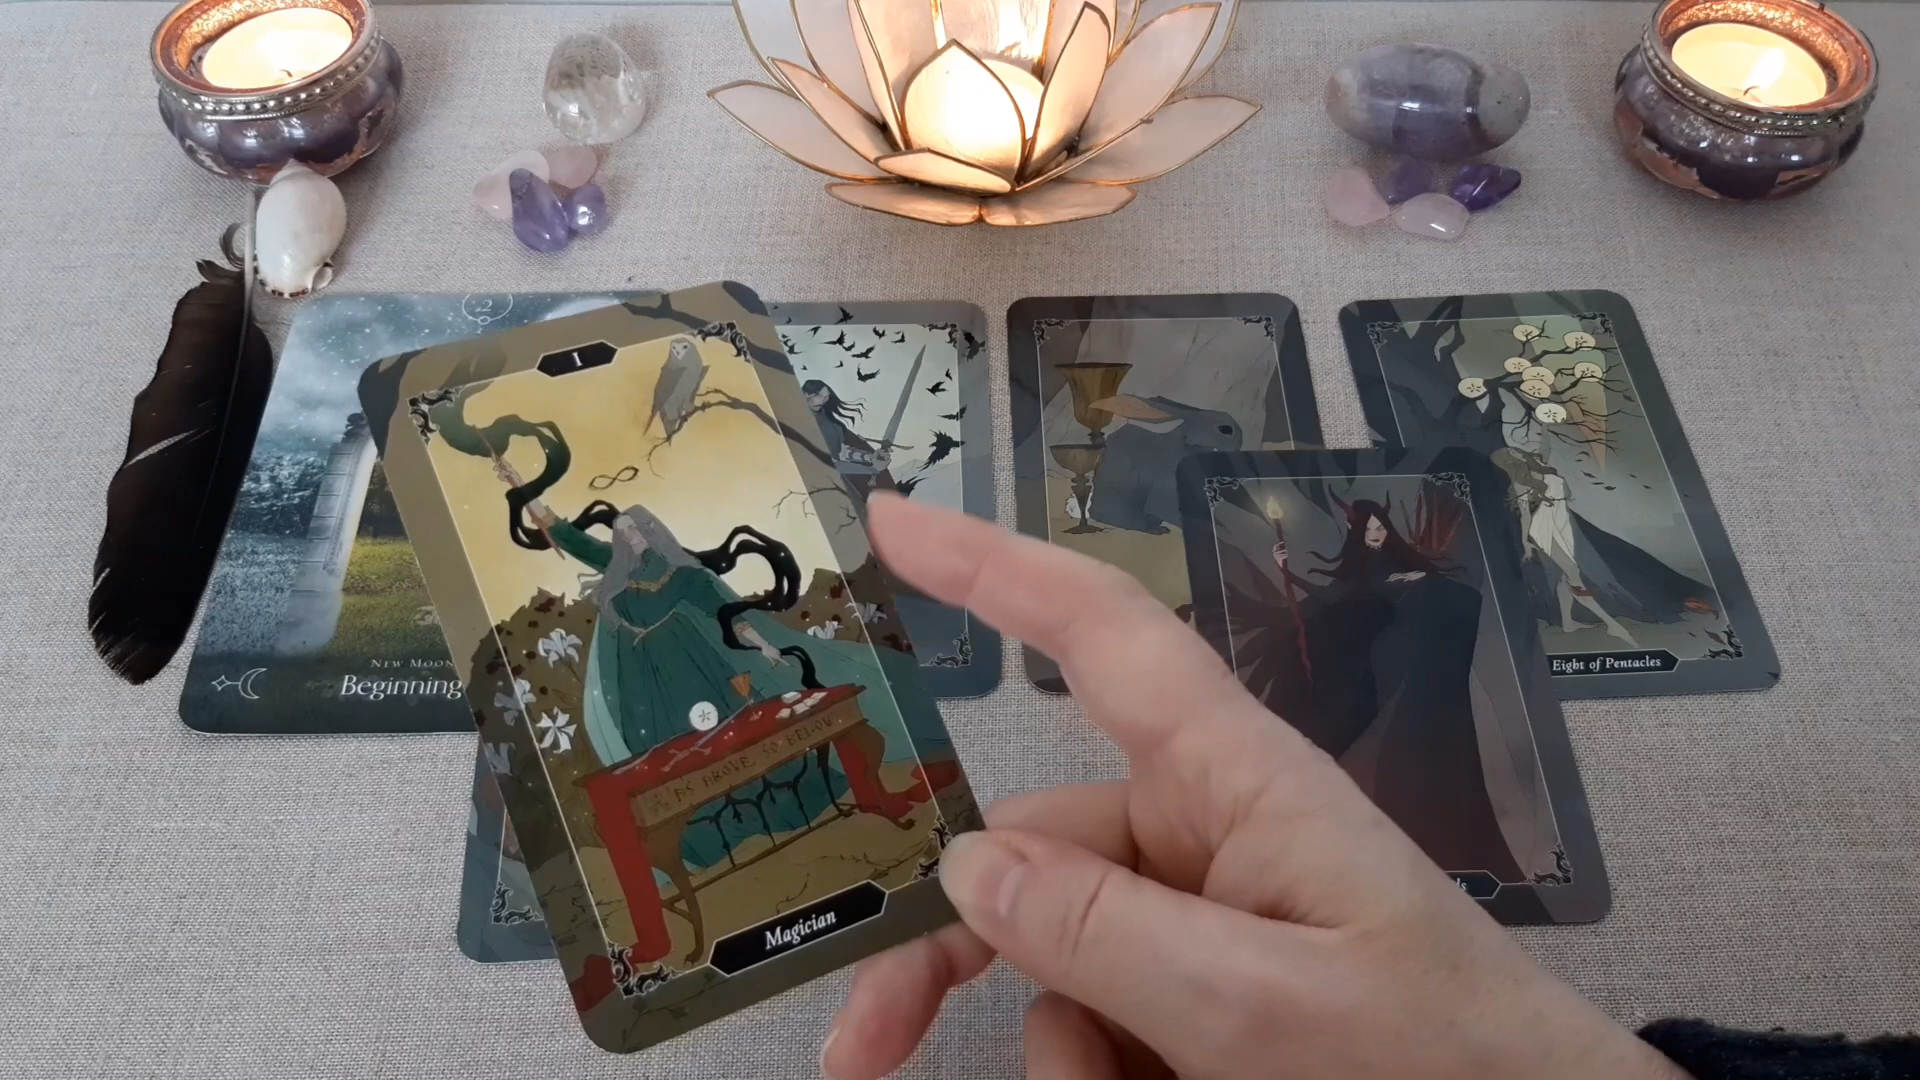 I
NEW MOON
Beginning
AS ABOVE, SO BELOW
Magician
Eight of Pentacles